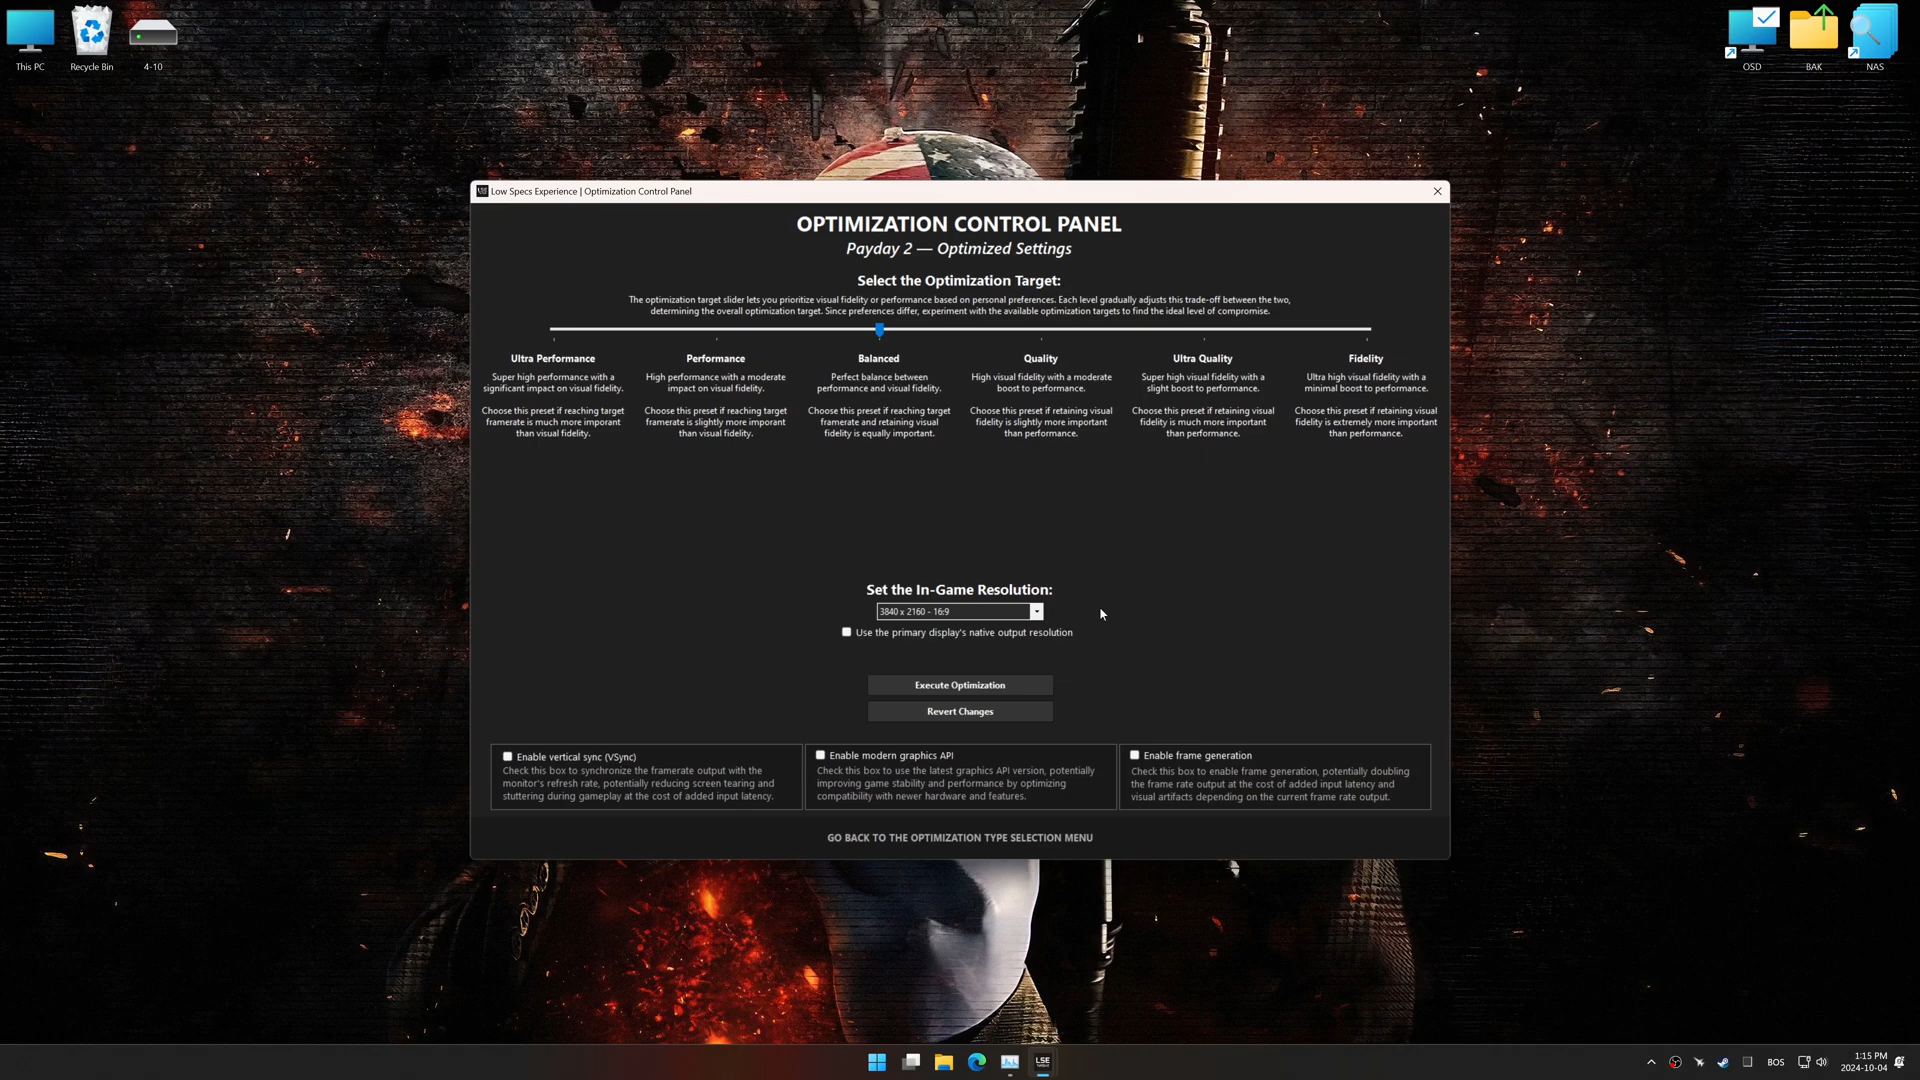 This PC
Recycle Bin
4-10
OSD
BAK
NAS
LSE
Low Specs Experience | Optimization Control Panel
OPTIMIZATION CONTROL PANEL
Payday 2 — Optimized Settings
Select the Optimization Target:
The optimization target slider lets you prioritize visual fidelity or performance based on personal preferences. Each level gradually adjusts this trade-off between the two,
determining the overall optimization target. Since preferences differ, experiment with the available optimization targets to find the ideal level of compromise.
Ultra Performance
Super high performance with a
significant impact on visual fidelity.
Choose this preset if reaching target
framerate is much more imporant
than visual fidelity.
Performance
High performance with a moderate
impact on visual fidelity.
Choose this preset if reaching target
framerate is slightly more imporant
than visual fidelity.
Balanced
Perfect balance between
performance and visual fidelity.
Choose this preset if reaching target
framerate and retaining visual
fidelity is equally important.
Quality
High visual fidelity with a moderate
boost to performance.
Choose this preset if retaining visual
fidelity is slightly more important
than performance.
Ultra Quality
Super high visual fidelity with a
slight boost to performance.
Choose this preset if retaining visual
fidelity is much more important
than performance.
Fidelity
Ultra high visual fidelity with a
minimal boost to performance.
Choose this preset if retaining visual
fidelity is extremely more important
than performance.
Set the In-Game Resolution:
3840 x 2160 - 16:9
Use the primary display's native output resolution
Execute Optimization
Revert Changes
Enable vertical sync (VSync)
Check this box to synchronize the framerate output with the
monitor's refresh rate, potentially reducing screen tearing and
stuttering during gameplay at the cost of added input latency.
Enable modern graphics API
Check this box to use the latest graphics API version, potentially
improving game stability and performance by optimizing
compatibility with newer hardware and features.
Enable frame generation
Check this box to enable frame generation, potentially doubling
the frame rate output at the cost of added input latency and
visual artifacts depending on the current frame rate output.
GO BACK TO THE OPTIMIZATION TYPE SELECTION MENU
LSE
BOS
1:15 PM
2024-10-04